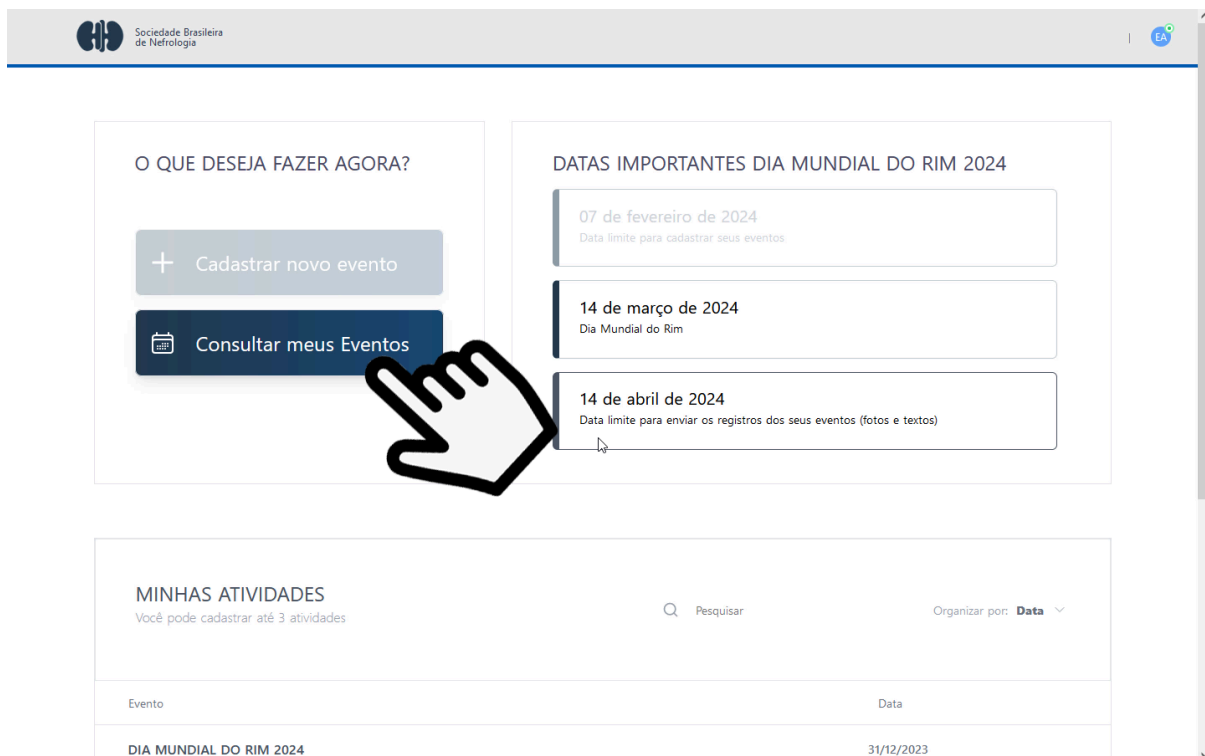 Sociedade Brasileira
de Nefrologia
EA
O QUE DESEJA FAZER AGORA?
Cadastrar novo evento
Consultar meus Eventos
DATAS IMPORTANTES DIA MUNDIAL DO RIM 2024
07 de fevereiro de 2024
Data limite para cadastrar seus eventos
14 de março de 2024
Dia Mundial do Rim
14 de abril de 2024
Data limite para enviar os registros dos seus eventos (fotos e textos)
MINHAS ATIVIDADES
Você pode cadastrar até 3 atividades
Pesquisar
Organizar por: Data
Evento Data
DIA MUNDIAL DO RIM 2024 31/12/2023